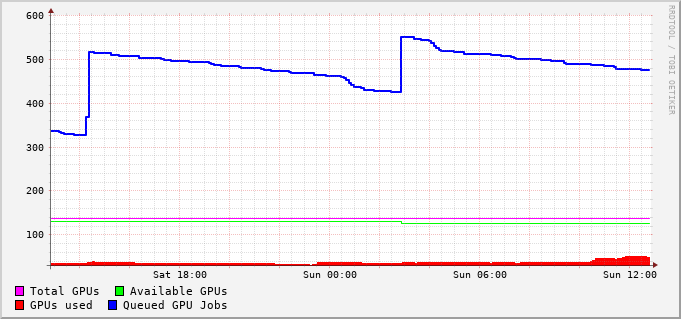 600
500
400
300
200
100
Sat 18:00 Sun 00:00 Sun 06:00 Sun 12:00
Total GPUs Available GPUs
GPUs used Queued GPU Jobs
RRDTOOL / TOBI OETIKER